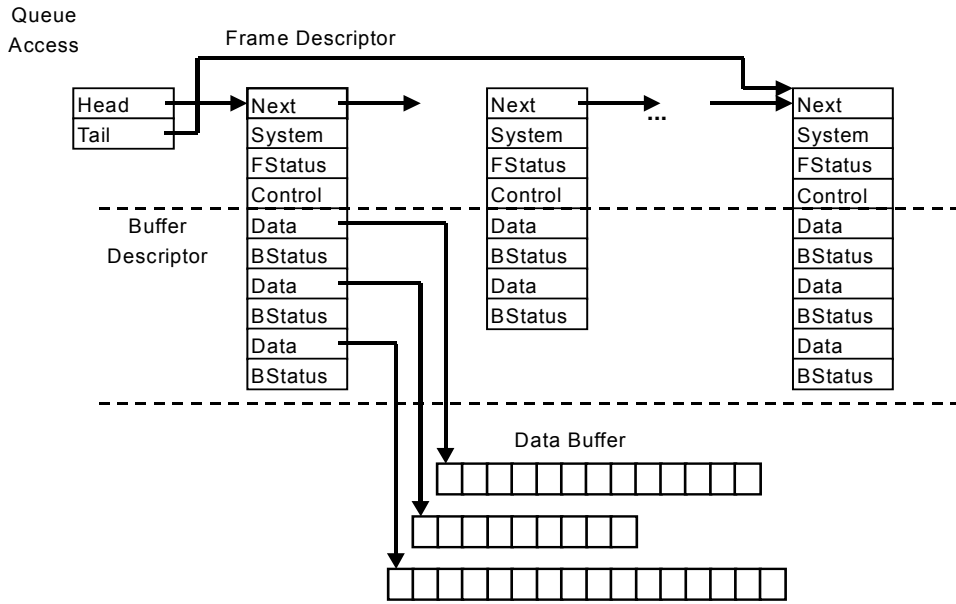 Queue
Access
Frame Descriptor
Head
Tail
Next
System
FStatus
Control
Data
BStatus
Data
BStatus
Data
BStatus
Next
System
FStatus
Control
Data
BStatus
Data
BStatus
...
Next
System
FStatus
Control
Data
BStatus
Data
BStatus
Data
BStatus
Buffer
Descriptor
Data Buffer